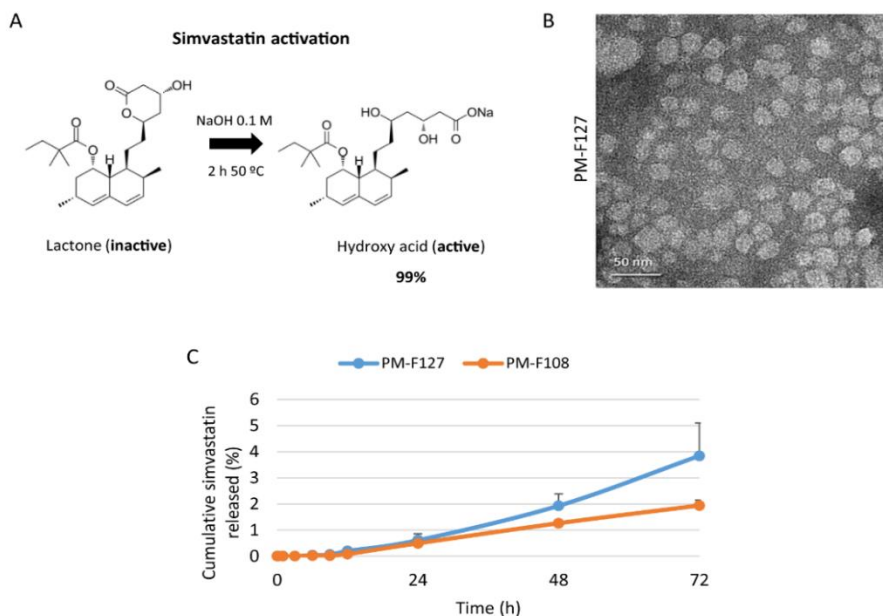 A
Simvastatin activation
O
OH
O
O
O
H
NaOH 0.1 M
2 h 50 ºC
HO
ONa
OH
O
O
O
H
Lactone (inactive)
Hydroxy acid (active)
99%
B
PM-F127
50 nm
C
PM-F127
PM-F108
Cumulative simvastatin
released (%)
6
5
4
3
2
1
0
0
24
48
72
Time (h)